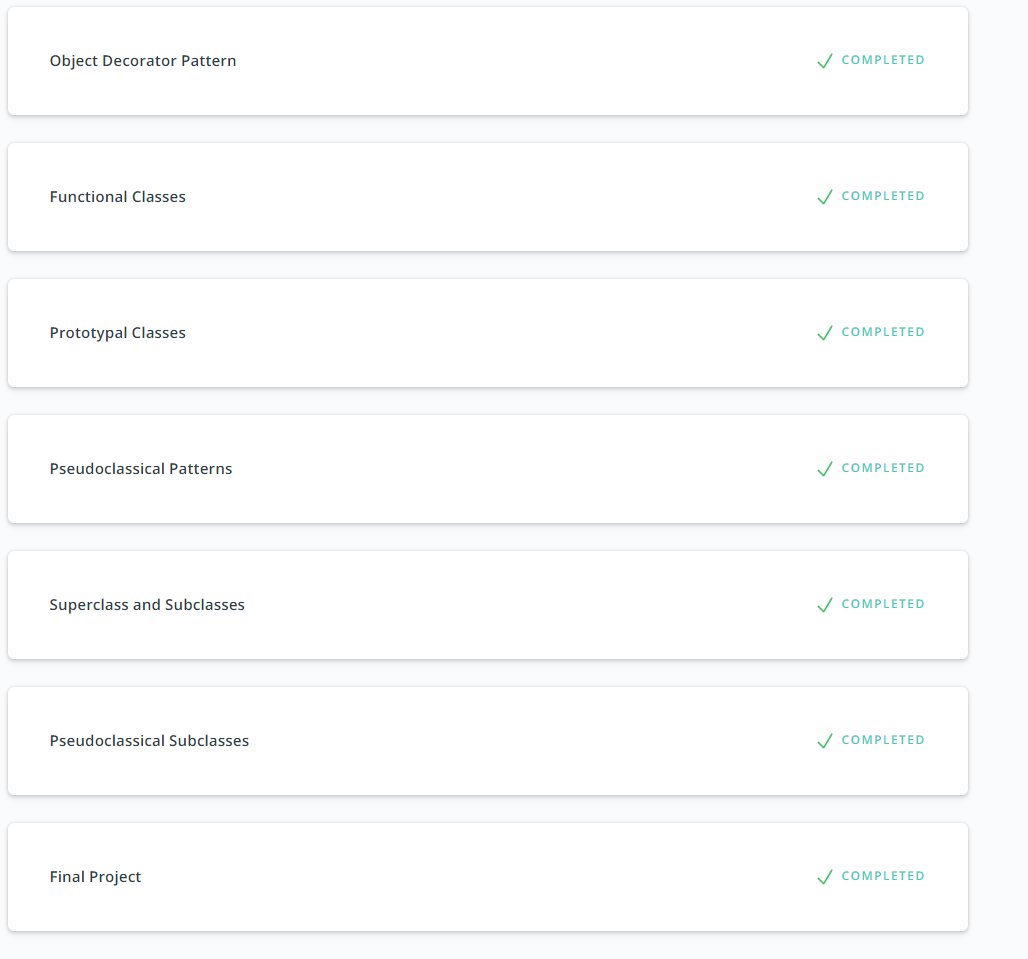 Object Decorator Pattern COMPLETED
Functional Classes COMPLETED
Prototypal Classes COMPLETED
Pseudoclassical Patterns COMPLETED
Superclass and Subclasses COMPLETED
Pseudoclassical Subclasses COMPLETED
Final Project COMPLETED